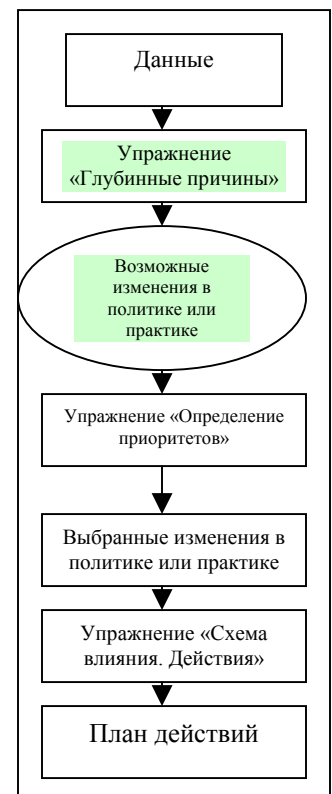 Данные
Упражнение
«Глубинные причины»
Возможные
изменения в
политике или
практике
Упражнение «Определение
приоритетов»
Выбранные изменения в
политике или практике
Упражнение «Схема
влияния. Действия»
План действий